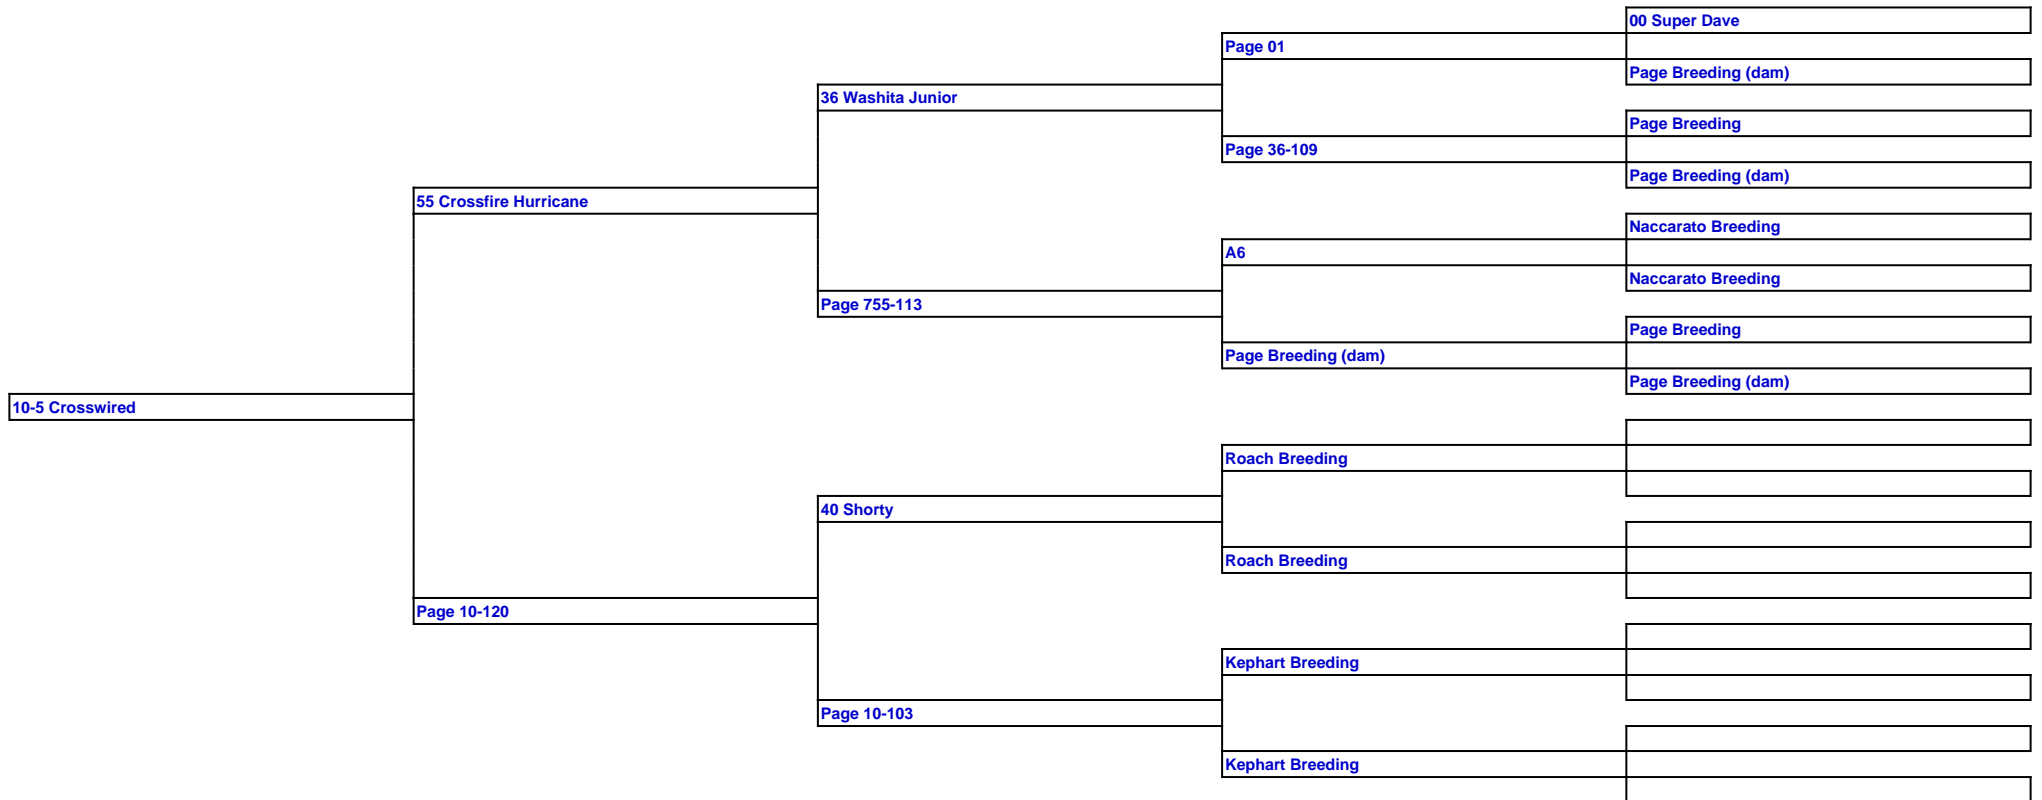 00 Super Dave
Page 01
Page Breeding (dam)
36 Washita Junior
Page Breeding
Page 36-109
Page Breeding (dam)
55 Crossfire Hurricane
Naccarato Breeding
A6
Naccarato Breeding
Page 755-113
Page Breeding
Page Breeding (dam)
Page Breeding (dam)
10-5 Crosswired
Roach Breeding
40 Shorty
Roach Breeding
Page 10-120
Kephart Breeding
Page 10-103
Kephart Breeding